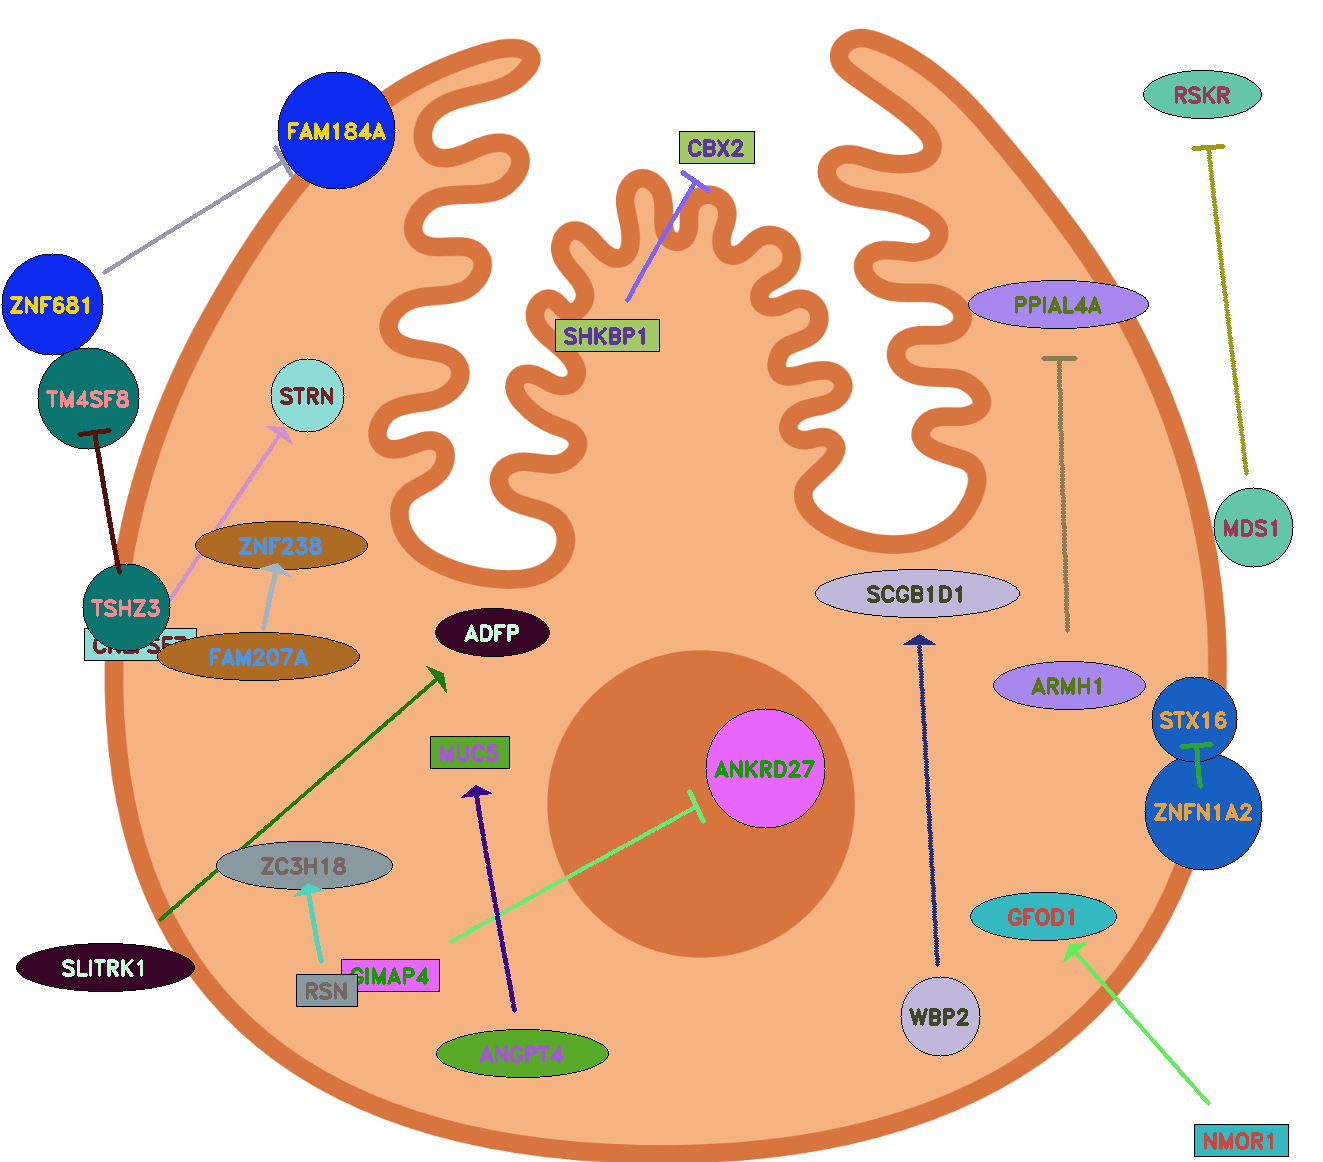 RSKR
FAM184A
CBX2
ZNF681
PPIAL4A
SHKBP1
TM4SF8
STRN
MDS1
ZNF238
SCGB1D1
TSHZ3
ADFP
FAM207A
ARMH1
STX16
MUC5
ANKRD27
ZNFN1A2
ZC3H18
GFOD1
SLITRK1
GIMAP4
RSN
WBP2
ANGPT4
NMOR1